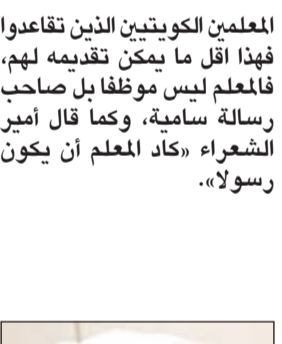 المعلمين الكويتيين الذين تقاعدوا
فهذا اقل ما يمكن تقديمه لهم،
فالمعلم ليس موظفا بل صاحب
رسالة سامية، وكما قال أمير
الشعراء «كاد المعلم أن يكون
رسولا».